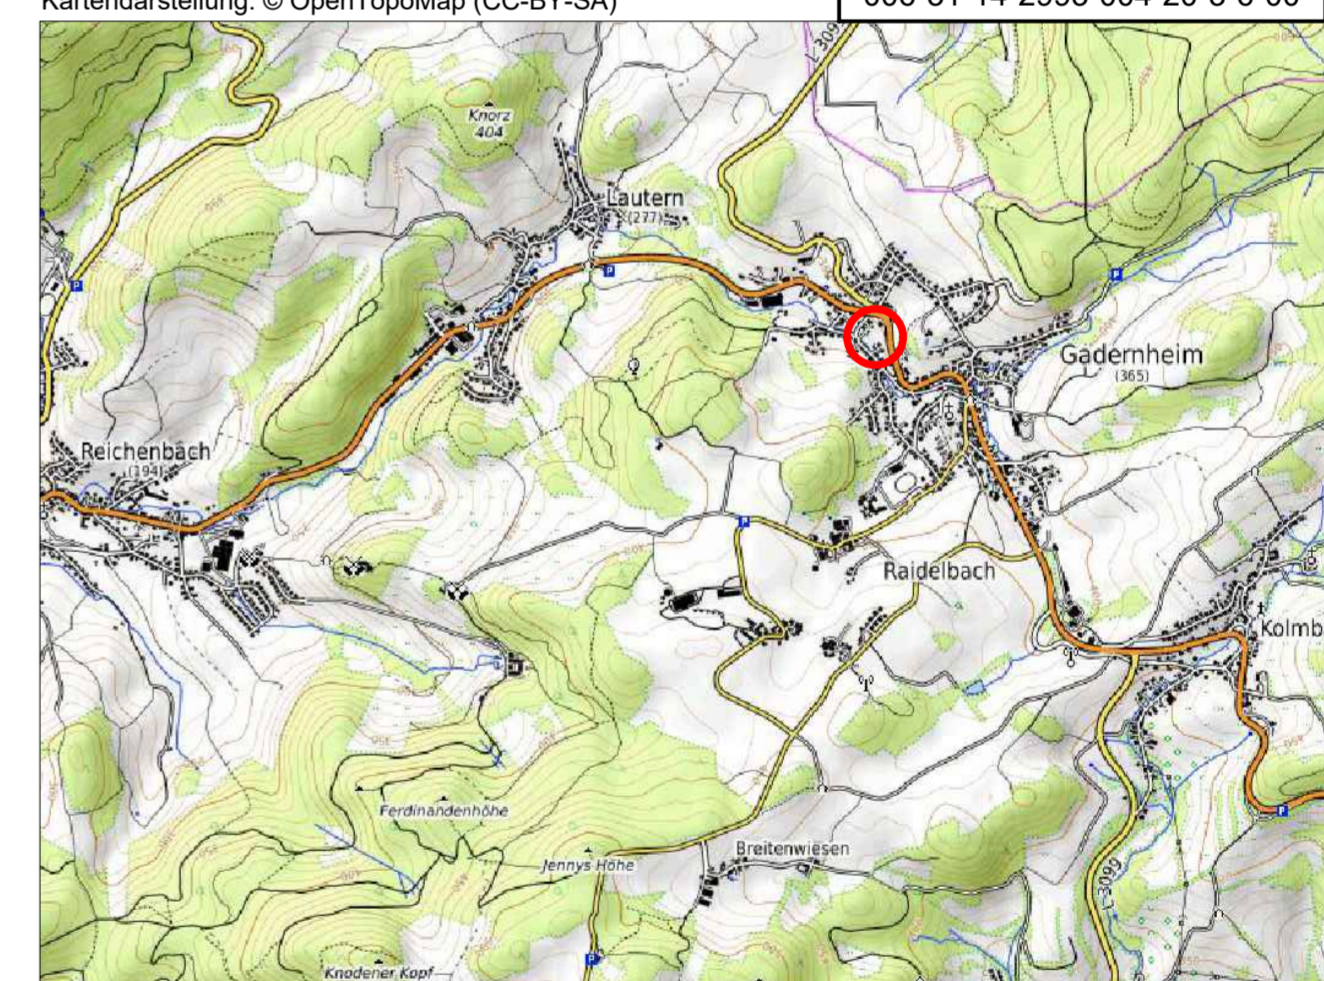 Kartendarstellung: © OpenTopoMap (CC-BY-SA)
L 309
Knorz
404
Lautern
(277)
Gadernheim
(365)
Reichenbach
(194)
Raidelbach
Kolmb
Ferdinandenhöhe
Jennys Höhe
Breitenwiesen
L 3099
Knodener Kopf